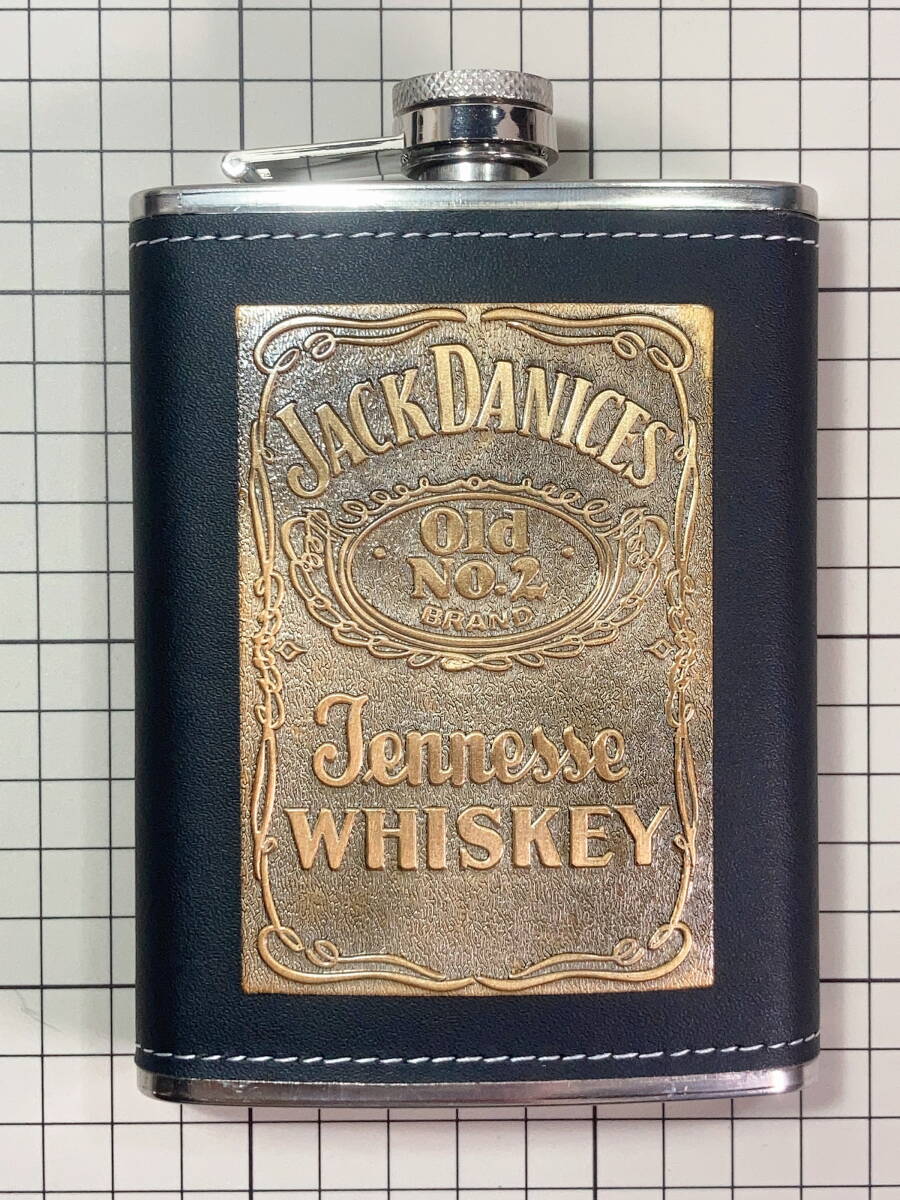 JACK DANICES
Old
NO.2
BRAND
Jennesse
WHISKEY